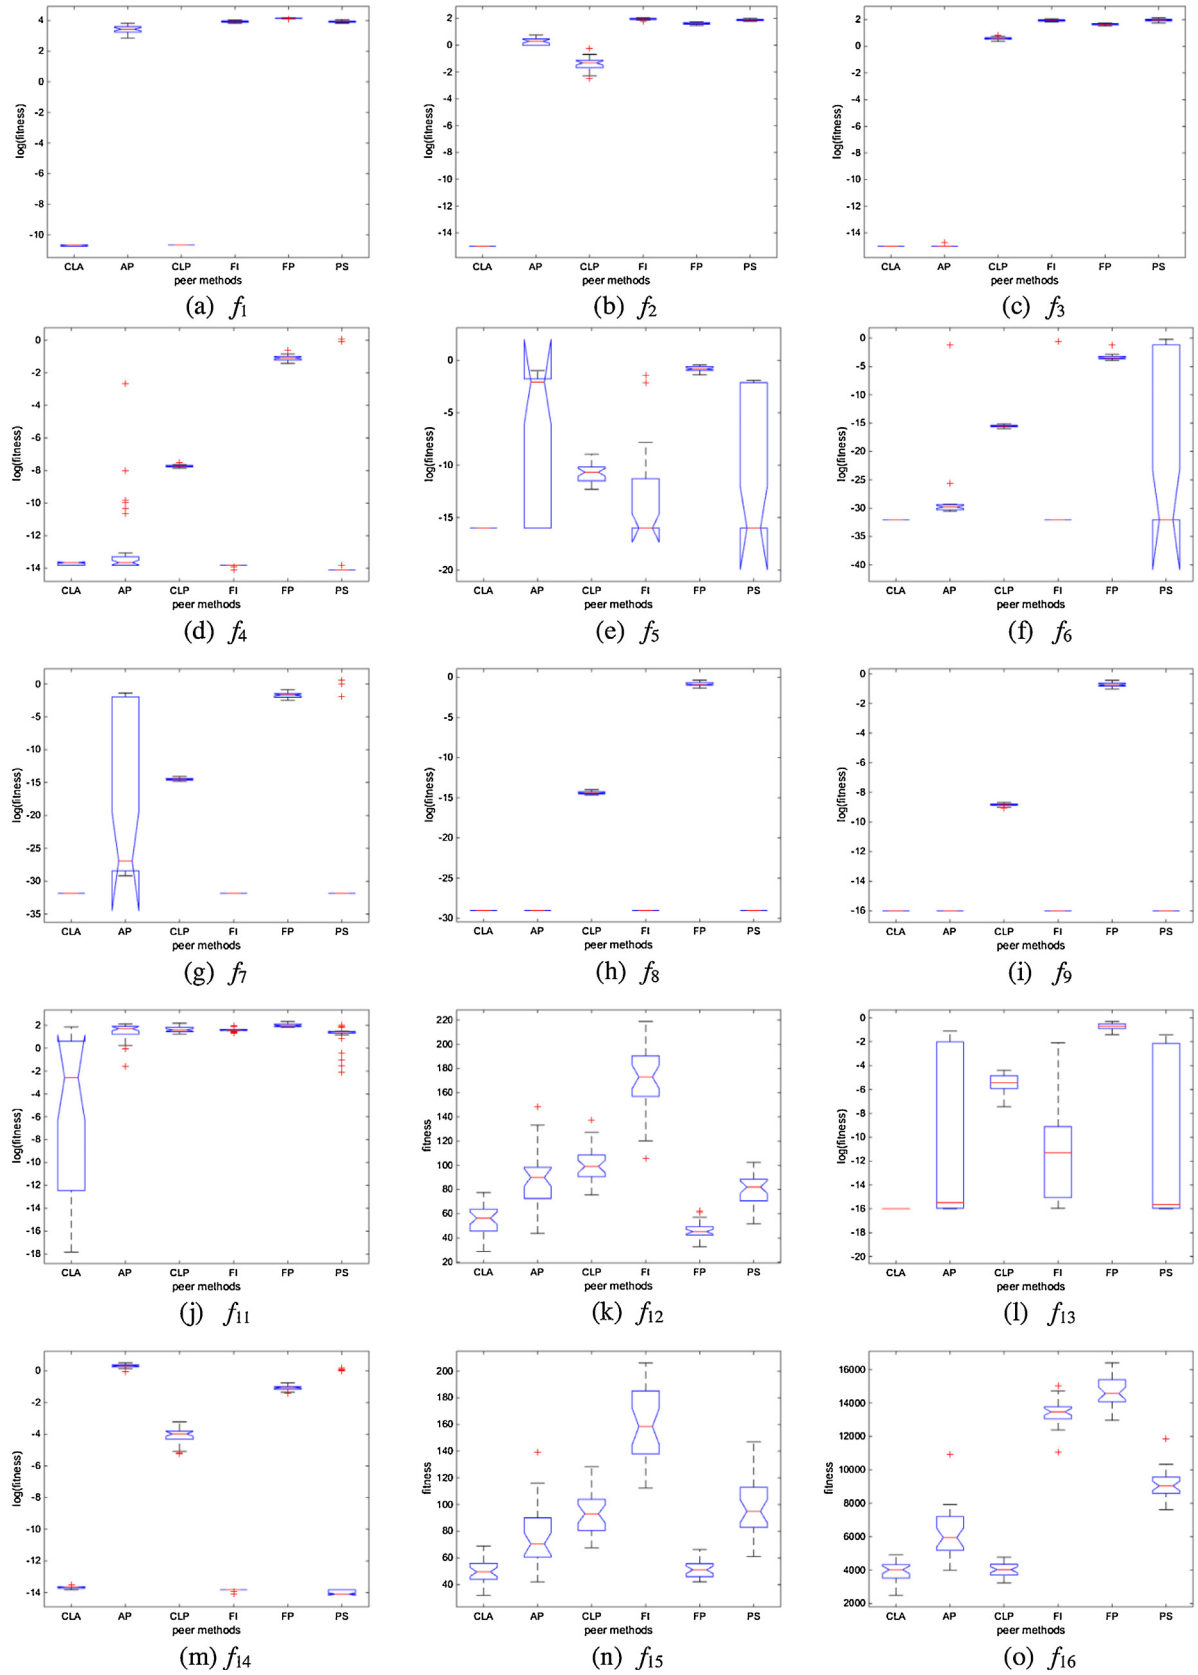 4 2 0 -2 -4 -6 -8 -10
log(fitness)
CLA AP CLP FI FP PS
peer methods
(a) f1
2 0 -2 -4 -6 -8 -10 -12 -14
log(fitness)
CLA AP CLP FI FP PS
peer methods
(b) f2
2 0 -2 -4 -6 -8 -10 -12 -14
log(fitness)
CLA AP CLP FI FP PS
peer methods
(c) f3
0 -2 -4 -6 -8 -10 -12 -14
log(fitness)
CLA AP CLP FI FP PS
peer methods
(d) f4
0 -5 -10 -15 -20
log(fitness)
CLA AP CLP FI FP PS
peer methods
(e) f5
0 -5 -10 -15 -20 -25 -30 -35 -40
log(fitness)
CLA AP CLP FI FP PS
peer methods
(f) f6
0 -5 -10 -15 -20 -25 -30 -35
log(fitness)
CLA AP CLP FI FP PS
peer methods
(g) f7
0 -5 -10 -15 -20 -25 -30
log(fitness)
CLA AP CLP FI FP PS
peer methods
(h) f8
0 -2 -4 -6 -8 -10 -12 -14 -16
log(fitness)
CLA AP CLP FI FP PS
peer methods
(i) f9
2 0 -2 -4 -6 -8 -10 -12 -14 -16 -18
log(fitness)
CLA AP CLP FI FP PS
peer methods
(j) f11
220 200 180 160 140 120 100 80 60 40 20
fitness
CLA AP CLP FI FP PS
peer methods
(k) f12
0 -2 -4 -6 -8 -10 -12 -14 -16 -18 -20
log(fitness)
CLA AP CLP FI FP PS
peer methods
(l) f13
0 -2 -4 -6 -8 -10 -12 -14
log(fitness)
CLA AP CLP FI FP PS
peer methods
(m) f14
200 180 160 140 120 100 80 60 40
fitness
CLA AP CLP FI FP PS
peer methods
(n) f15
16000 14000 12000 10000 8000 6000 4000 2000
fitness
CLA AP CLP FI FP PS
peer methods
(o) f16